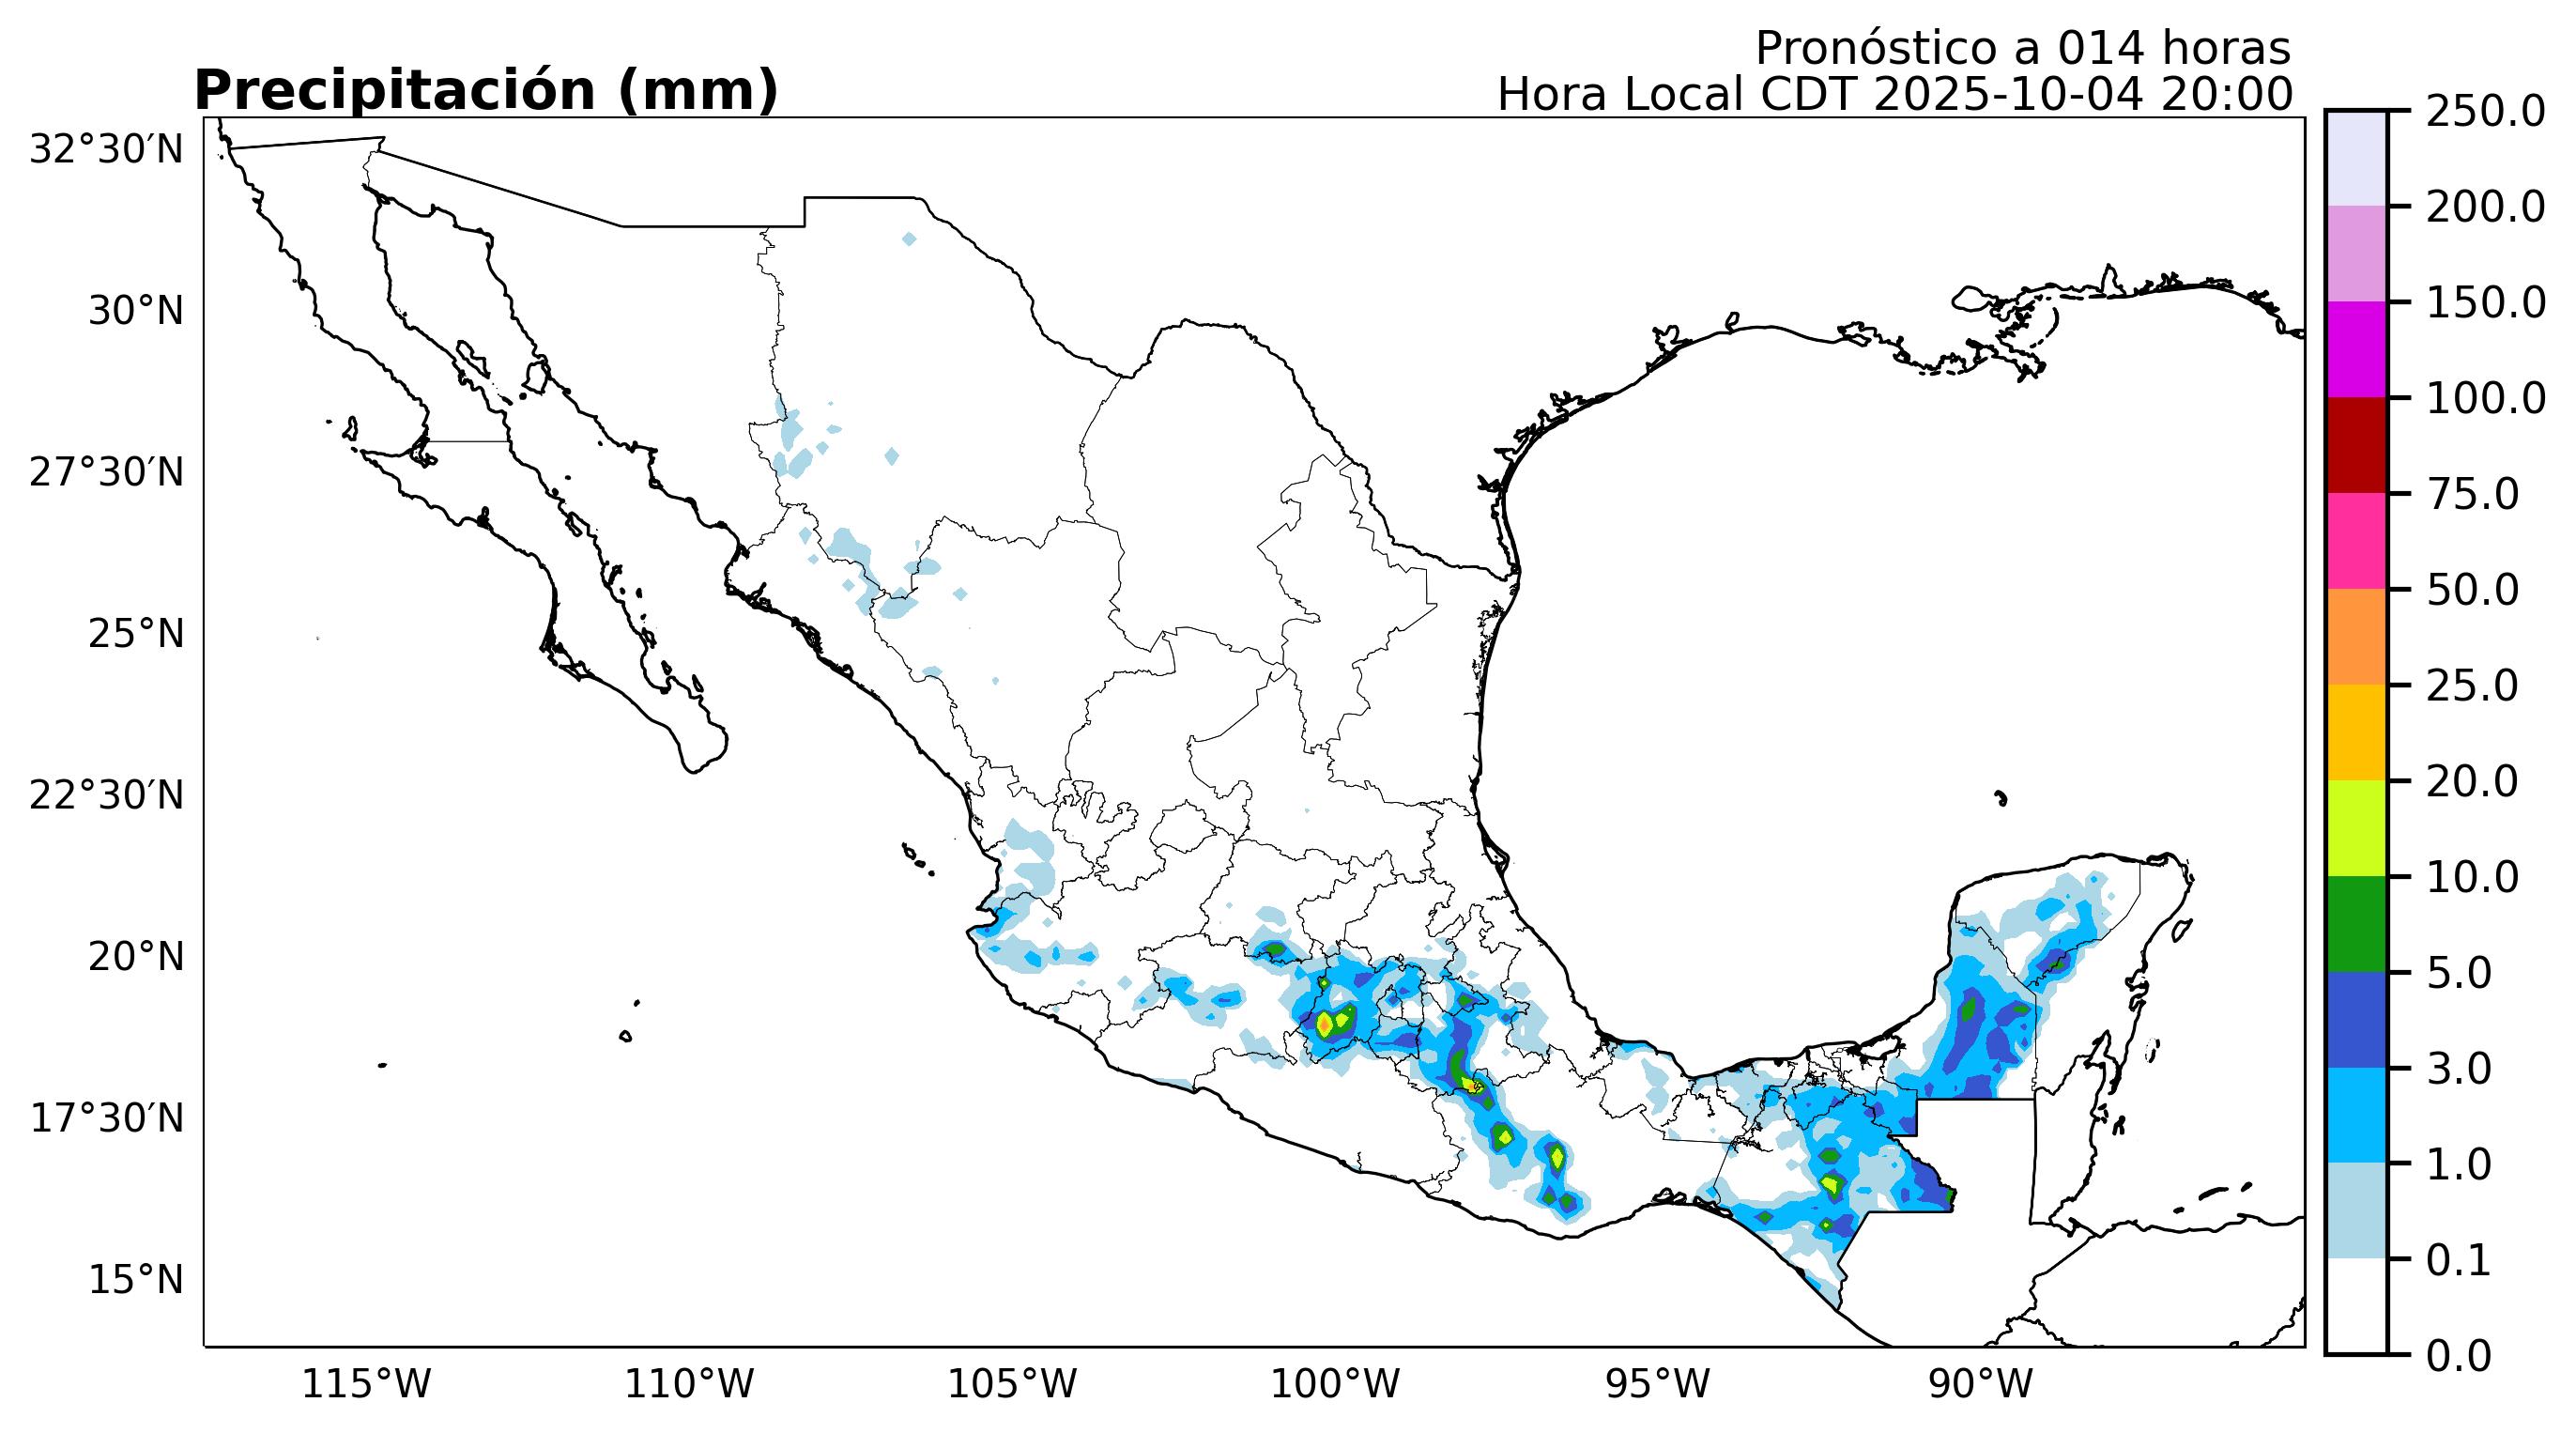 Pronóstico a 014 horas
Precipitación (mm)
Hora Local CDT 2025-10-04 20:00
32°30′N
30°N
27°30′N
25°N
22°30′N
20°N
17°30′N
15°N
115°W
110°W
105°W
100°W
95°W
90°W
250.0
200.0
150.0
100.0
75.0
50.0
25.0
20.0
10.0
5.0
3.0
1.0
0.1
0.0